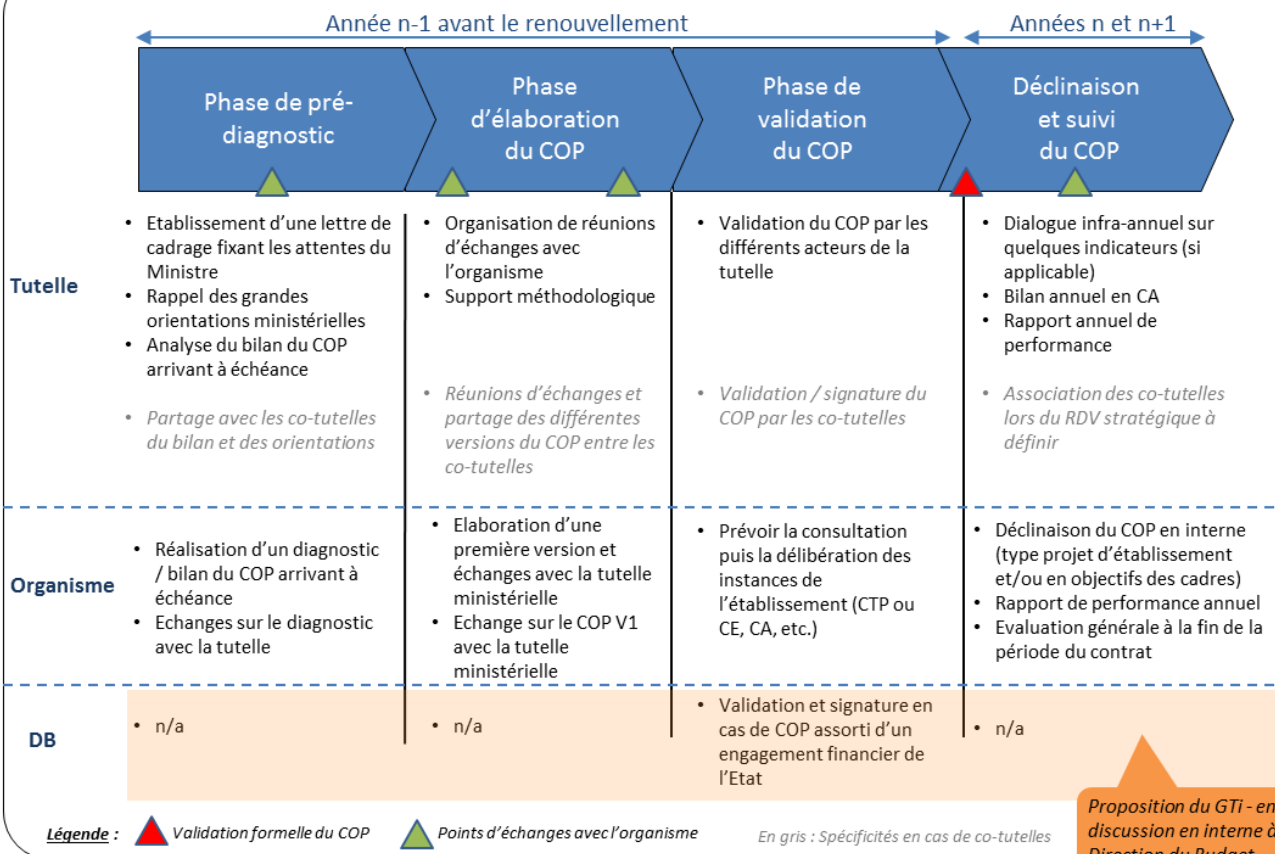 Année n-1 avant le renouvellement
Années n et n+1
Phase de pré-
diagnostic
Phase
d'élaboration
du COP
Phase de
validation
du COP
Déclinaison
et suivi
du COP
Tutelle
• Etablissement d'une lettre de
cadrage fixant les attentes du
Ministre
• Rappel des grandes
orientations ministérielles
• Analyse du bilan du COP
arrivant à échéance
• Partage avec les co-tutelles
du bilan et des orientations
• Organisation de réunions
d'échanges avec
l'organisme
• Support méthodologique
• Réunions d'échanges et
partage des différentes
versions du COP entre les
co-tutelles
• Validation du COP par les
différents acteurs de la
tutelle
• Validation / signature du
COP par les co-tutelles
• Dialogue infra-annuel sur
quelques indicateurs (si
applicable)
• Bilan annuel en CA
• Rapport annuel de
performance
• Association des co-tutelles
lors du RDV stratégique à
définir
Organisme
• Réalisation d'un diagnostic
/ bilan du COP arrivant à
échéance
• Echanges sur le diagnostic
avec la tutelle
• Elaboration d'une
première version et
échanges avec la tutelle
ministérielle
• Echange sur le COP V1
avec la tutelle
ministérielle
• Prévoir la consultation
puis la délibération des
instances de
l'établissement (CTP ou
CE, CA, etc.)
• Déclinaison du COP en interne
(type projet d'établissement
et/ou en objectifs des cadres)
• Rapport de performance annuel
• Evaluation générale à la fin de la
période du contrat
DB
• n/a
• n/a
• Validation et signature en
cas de COP assorti d'un
engagement financier de
l'Etat
• n/a
Proposition du GTi - en
discussion en interne à
Direction du Budget
Légende :
Validation formelle du COP
Points d'échanges avec l'organisme
En gris : Spécificités en cas de co-tutelles